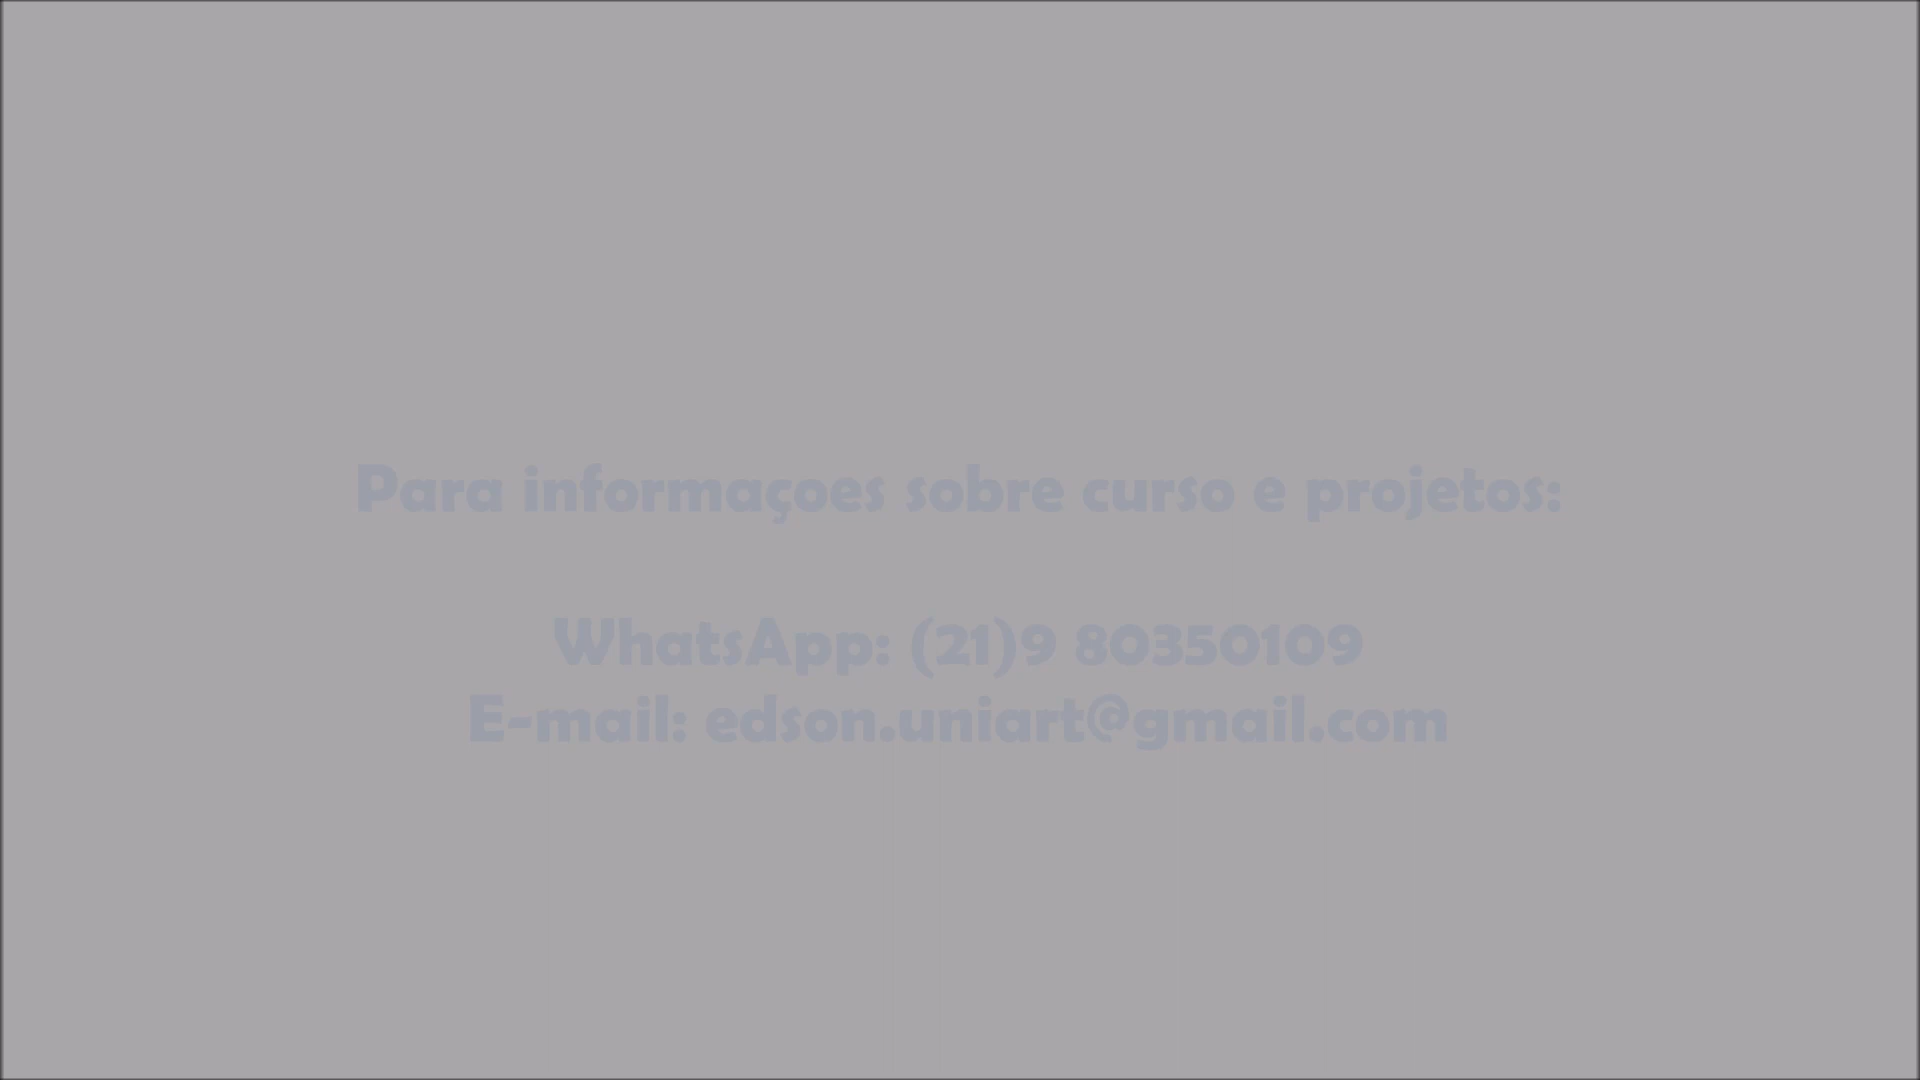 Para informaçoes sobre curso e projetos:
WhatsApp: (21)9 80350109
E-mail: edson.uniart@gmail.com